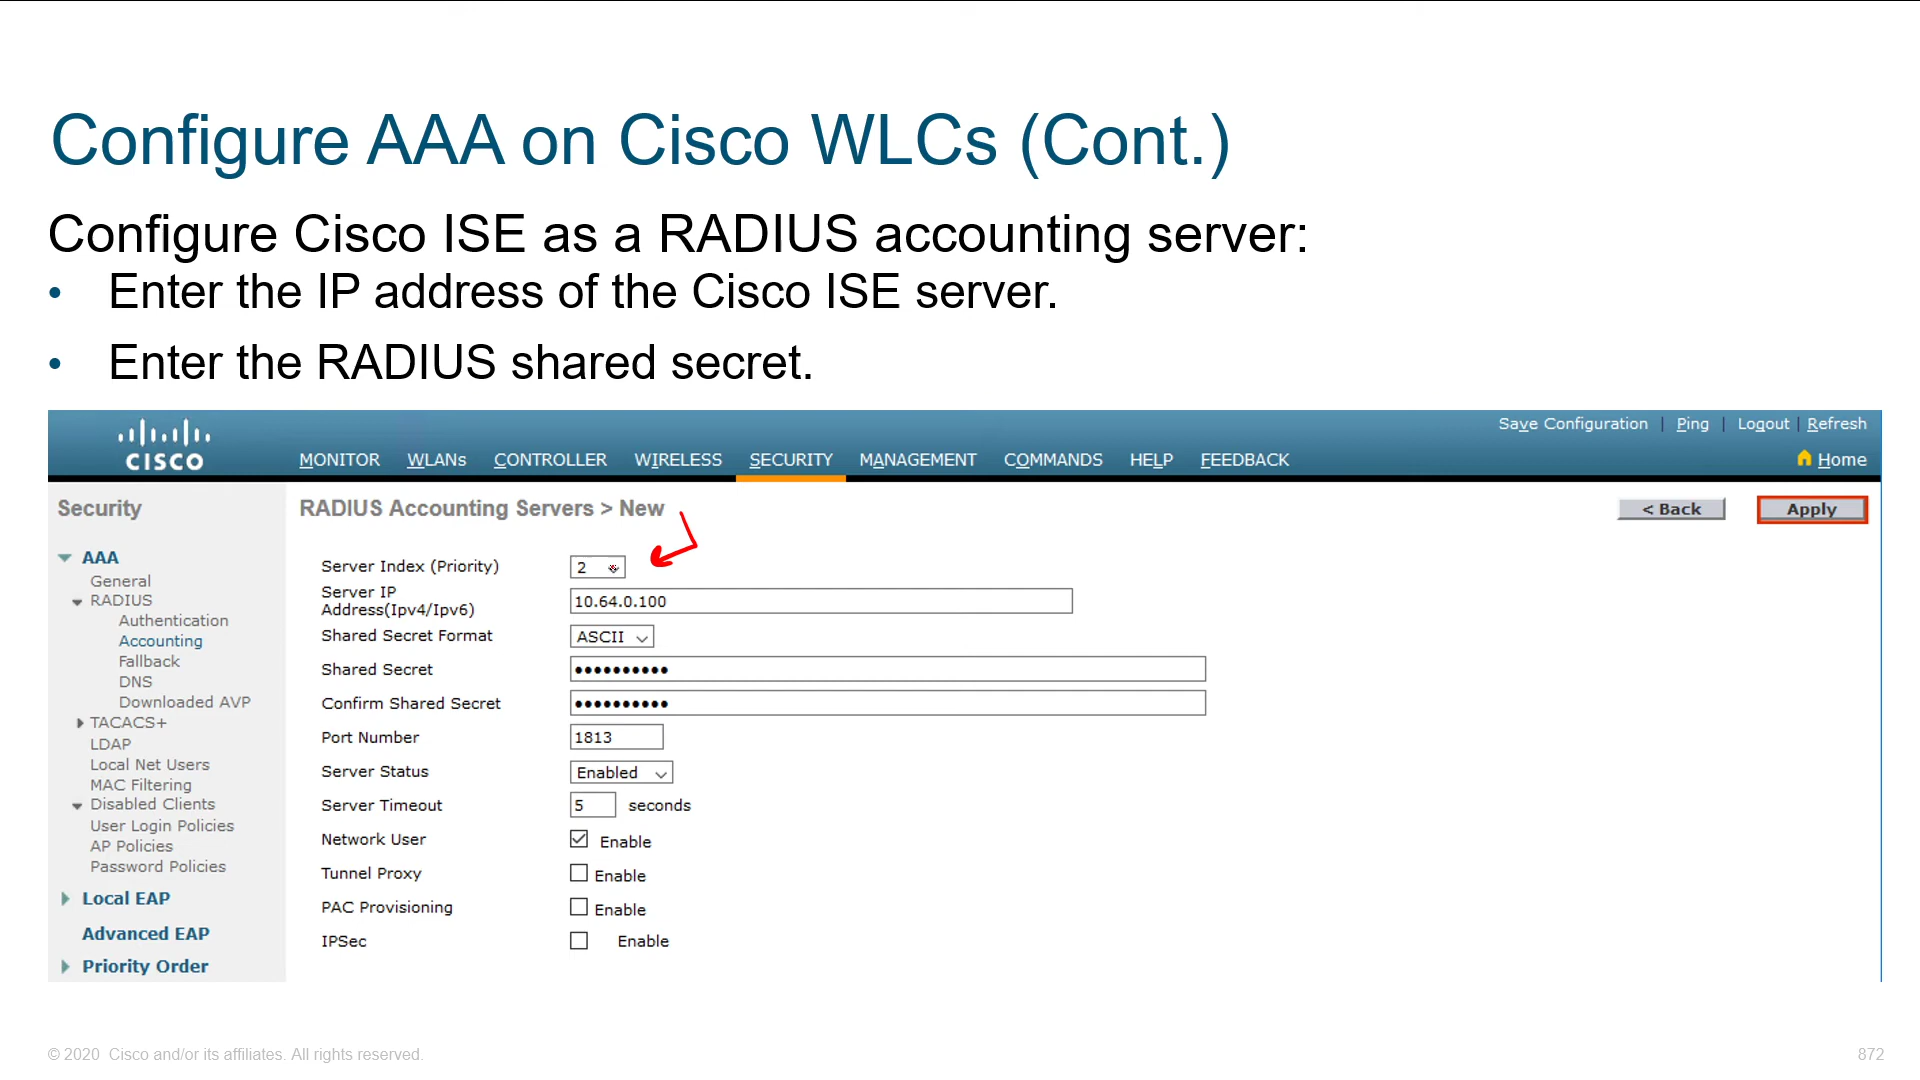 Configure AAA on Cisco WLCs (Cont.)
Configure Cisco ISE as a RADIUS accounting server:
• Enter the IP address of the Cisco ISE server.
• Enter the RADIUS shared secret.
Save Configuration | Ping | Logout | Refresh
CISCO
MONITOR WLANs CONTROLLER WIRELESS SECURITY MANAGEMENT COMMANDS HELP FEEDBACK
Home
Security
AAA
General
RADIUS
Authentication
Accounting
Fallback
DNS
Downloaded AVP
TACACS+
LDAP
Local Net Users
MAC Filtering
Disabled Clients
User Login Policies
AP Policies
Password Policies
Local EAP
Advanced EAP
Priority Order
RADIUS Accounting Servers > New
< Back
Apply
Server Index (Priority) 2
Server IP
Address(Ipv4/Ipv6) 10.64.0.100
Shared Secret Format ASCII
Shared Secret ••••••••••
Confirm Shared Secret ••••••••••
Port Number 1813
Server Status Enabled
Server Timeout 5 seconds
Network User Enable
Tunnel Proxy Enable
PAC Provisioning Enable
IPSec Enable
© 2020 Cisco and/or its affiliates. All rights reserved.
872